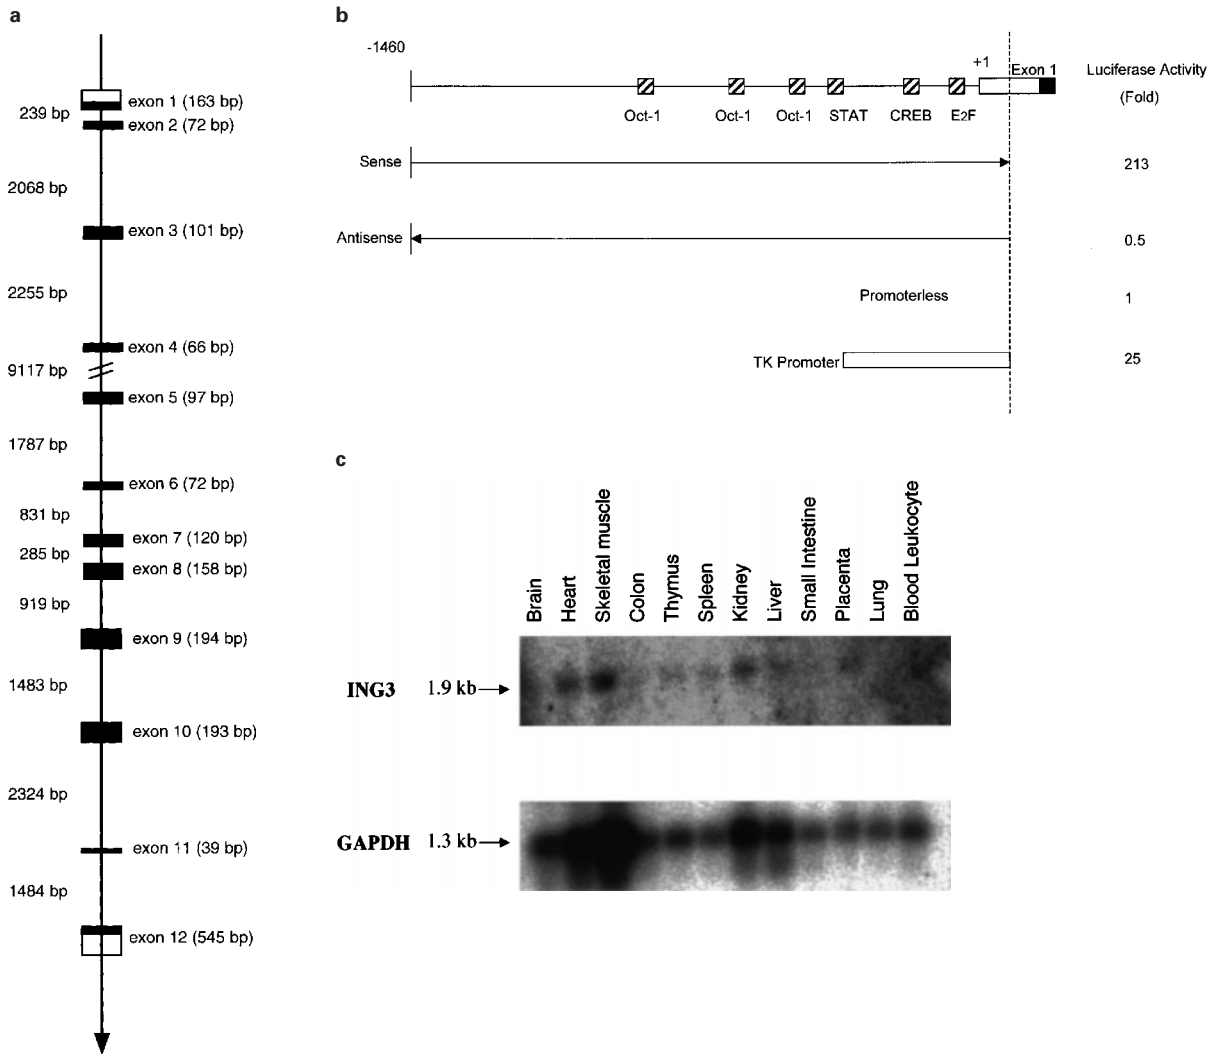 a
exon 1 (163 bp)
239 bp
exon 2 (72 bp)
2068 bp
exon 3 (101 bp)
2255 bp
exon 4 (66 bp)
9117 bp
exon 5 (97 bp)
1787 bp
exon 6 (72 bp)
831 bp
exon 7 (120 bp)
285 bp
exon 8 (158 bp)
919 bp
exon 9 (194 bp)
1483 bp
exon 10 (193 bp)
2324 bp
exon 11 (39 bp)
1484 bp
exon 12 (545 bp)
b
-1460
+1
Exon 1
Luciferase Activity
(Fold)
Oct-1 Oct-1 Oct-1 STAT CREB E2F
Sense 213
Antisense 0.5
Promoterless 1
TK Promoter 25
c
Brain
Heart
Skeletal muscle
Colon
Thymus
Spleen
Kidney
Liver
Small Intestine
Placenta
Lung
Blood Leukocyte
ING3 1.9 kb
GAPDH 1.3 kb